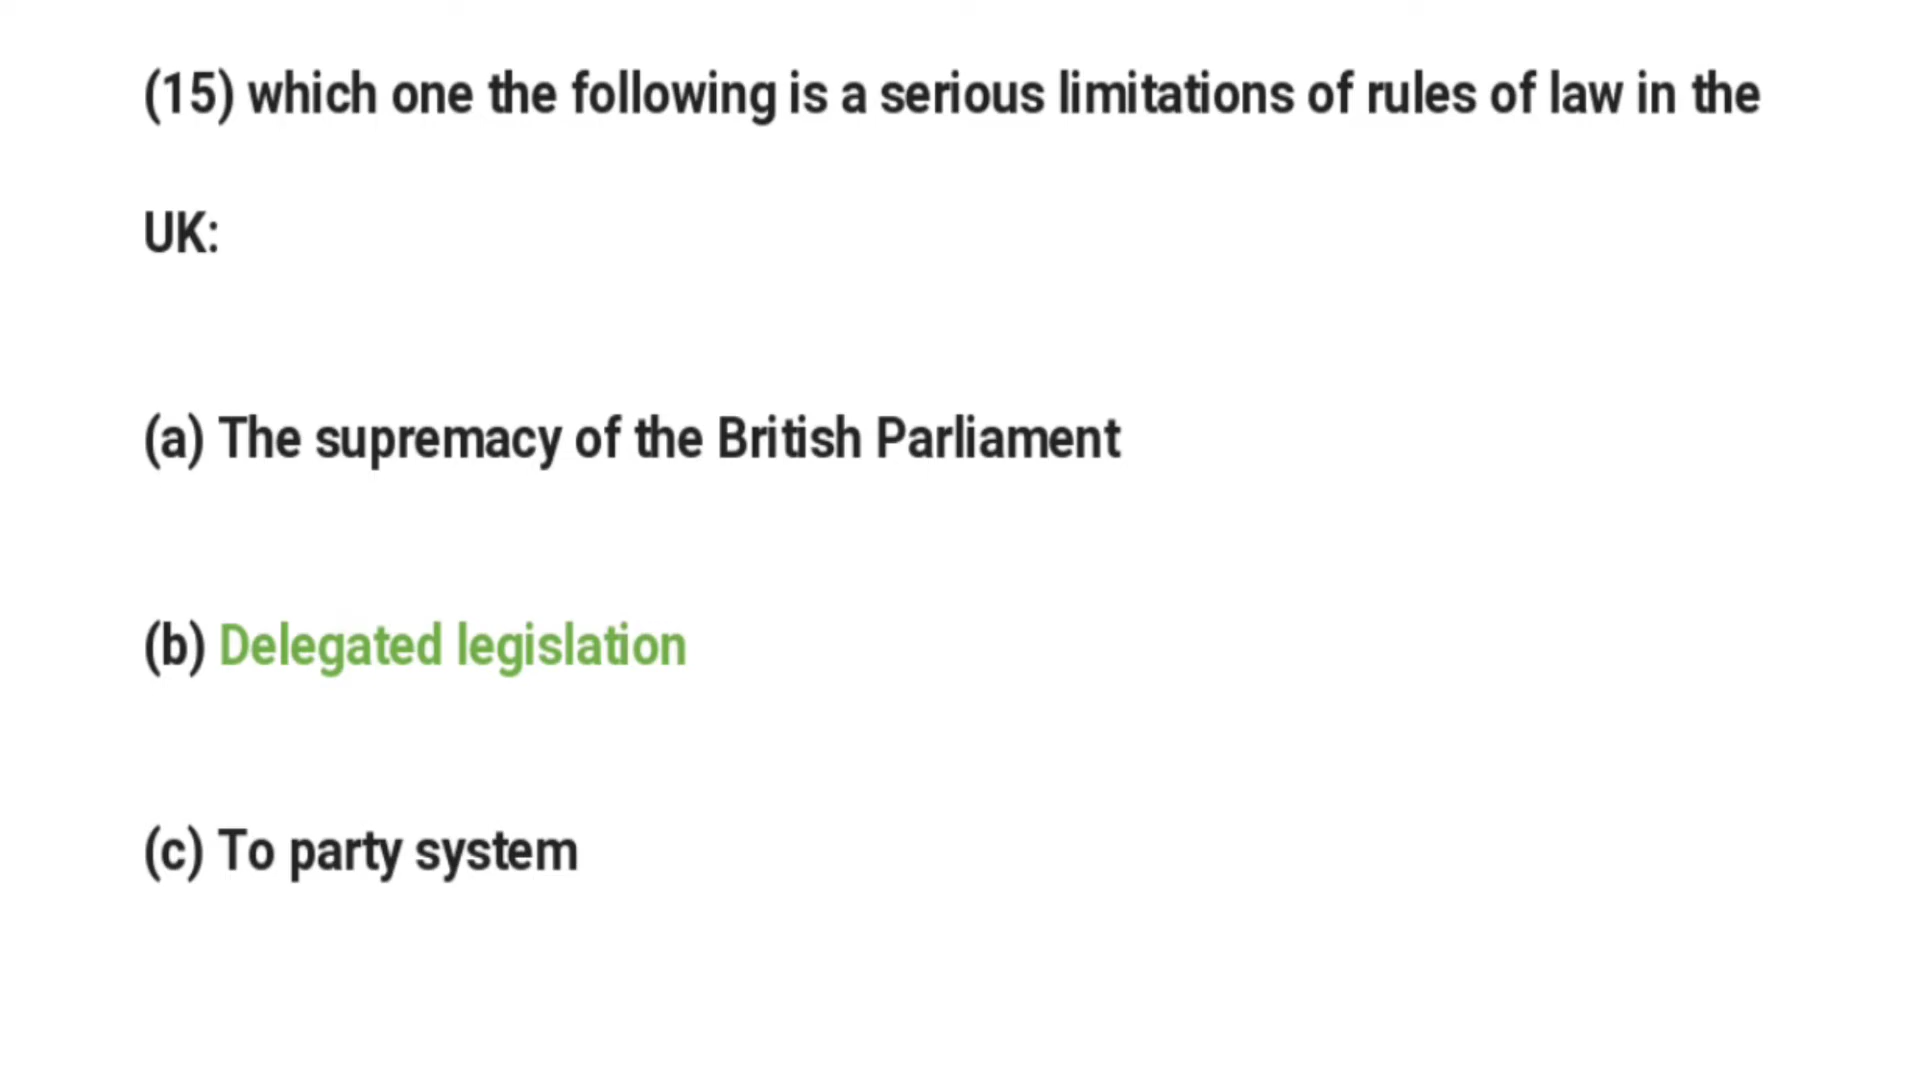 (15) which one the following is a serious limitations of rules of law in the
UK:
(a) The supremacy of the British Parliament
(b) Delegated legislation
(c) To party system